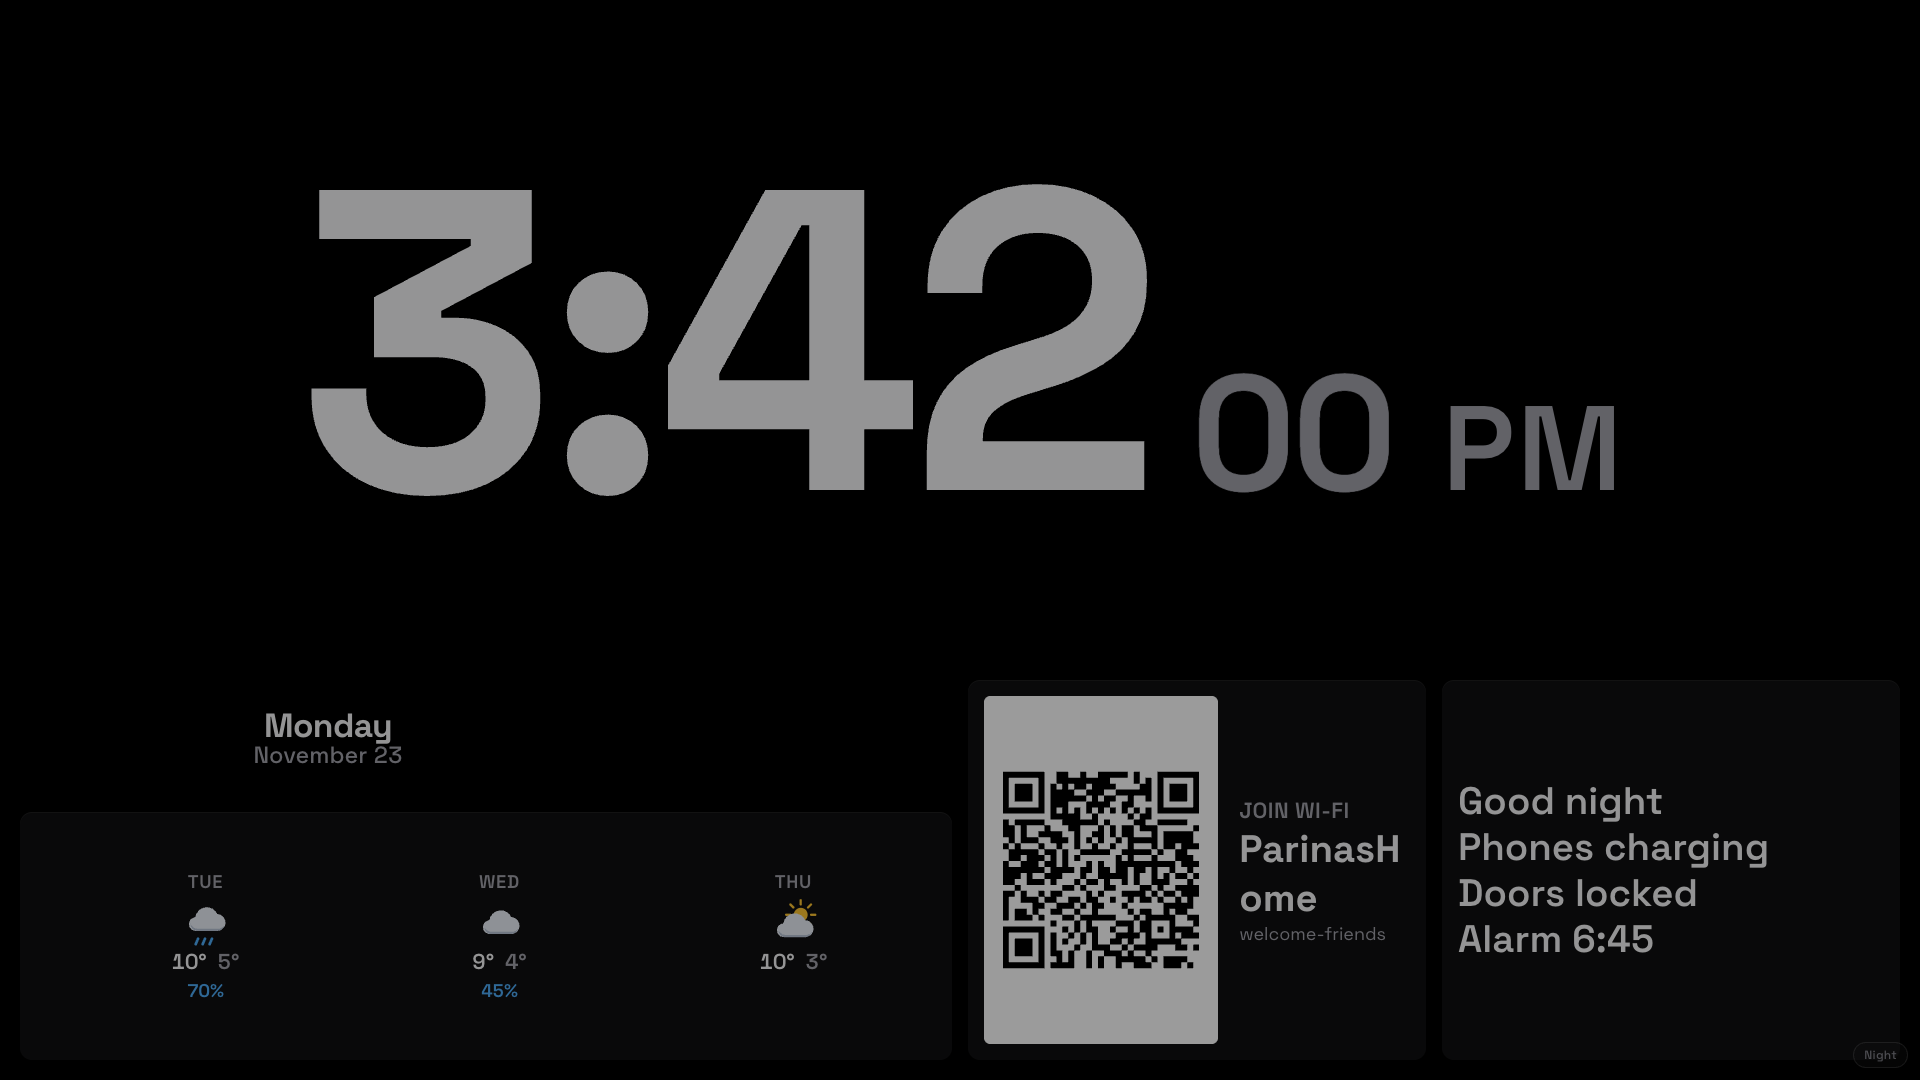 3:42 00 PM
Monday
November 23
TUE
10° 5°
70%
WED
9° 4°
45%
THU
10° 3°
JOIN WI-FI
ParinasH
ome
welcome-friends
Good night
Phones charging
Doors locked
Alarm 6:45
Night